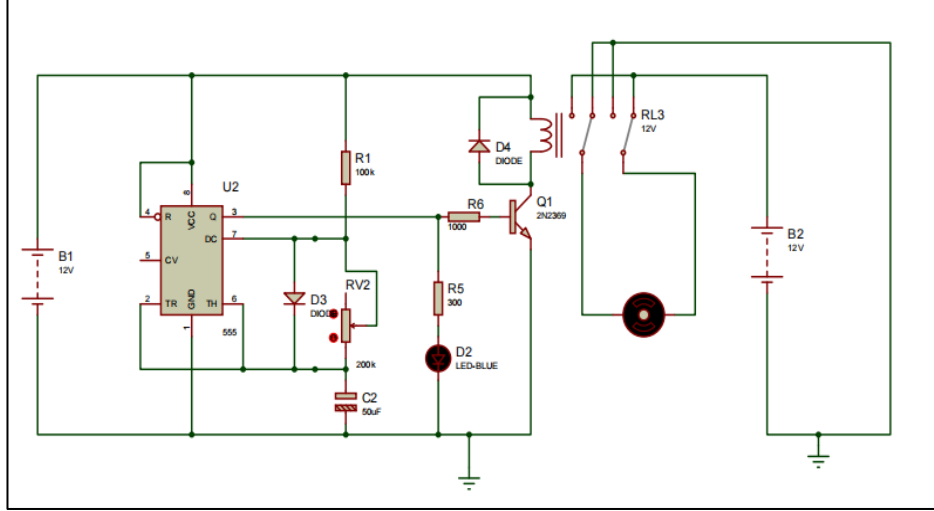 B1
12V
U2
8
VCC
4
R
Q
3
DC
7
5
CV
GND
2
TR
TH
6
1
555
R1
100k
D3
DIODE
RV2
200k
C2
50uF
R6
1000
R5
300
D2
LED-BLUE
D4
DIODE
Q1
2N2369
RL3
12V
B2
12V